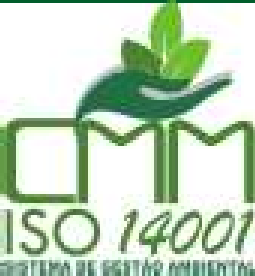 CMM
ISO 14001
SISTEMA DE GESTÃO AMBIENTAL